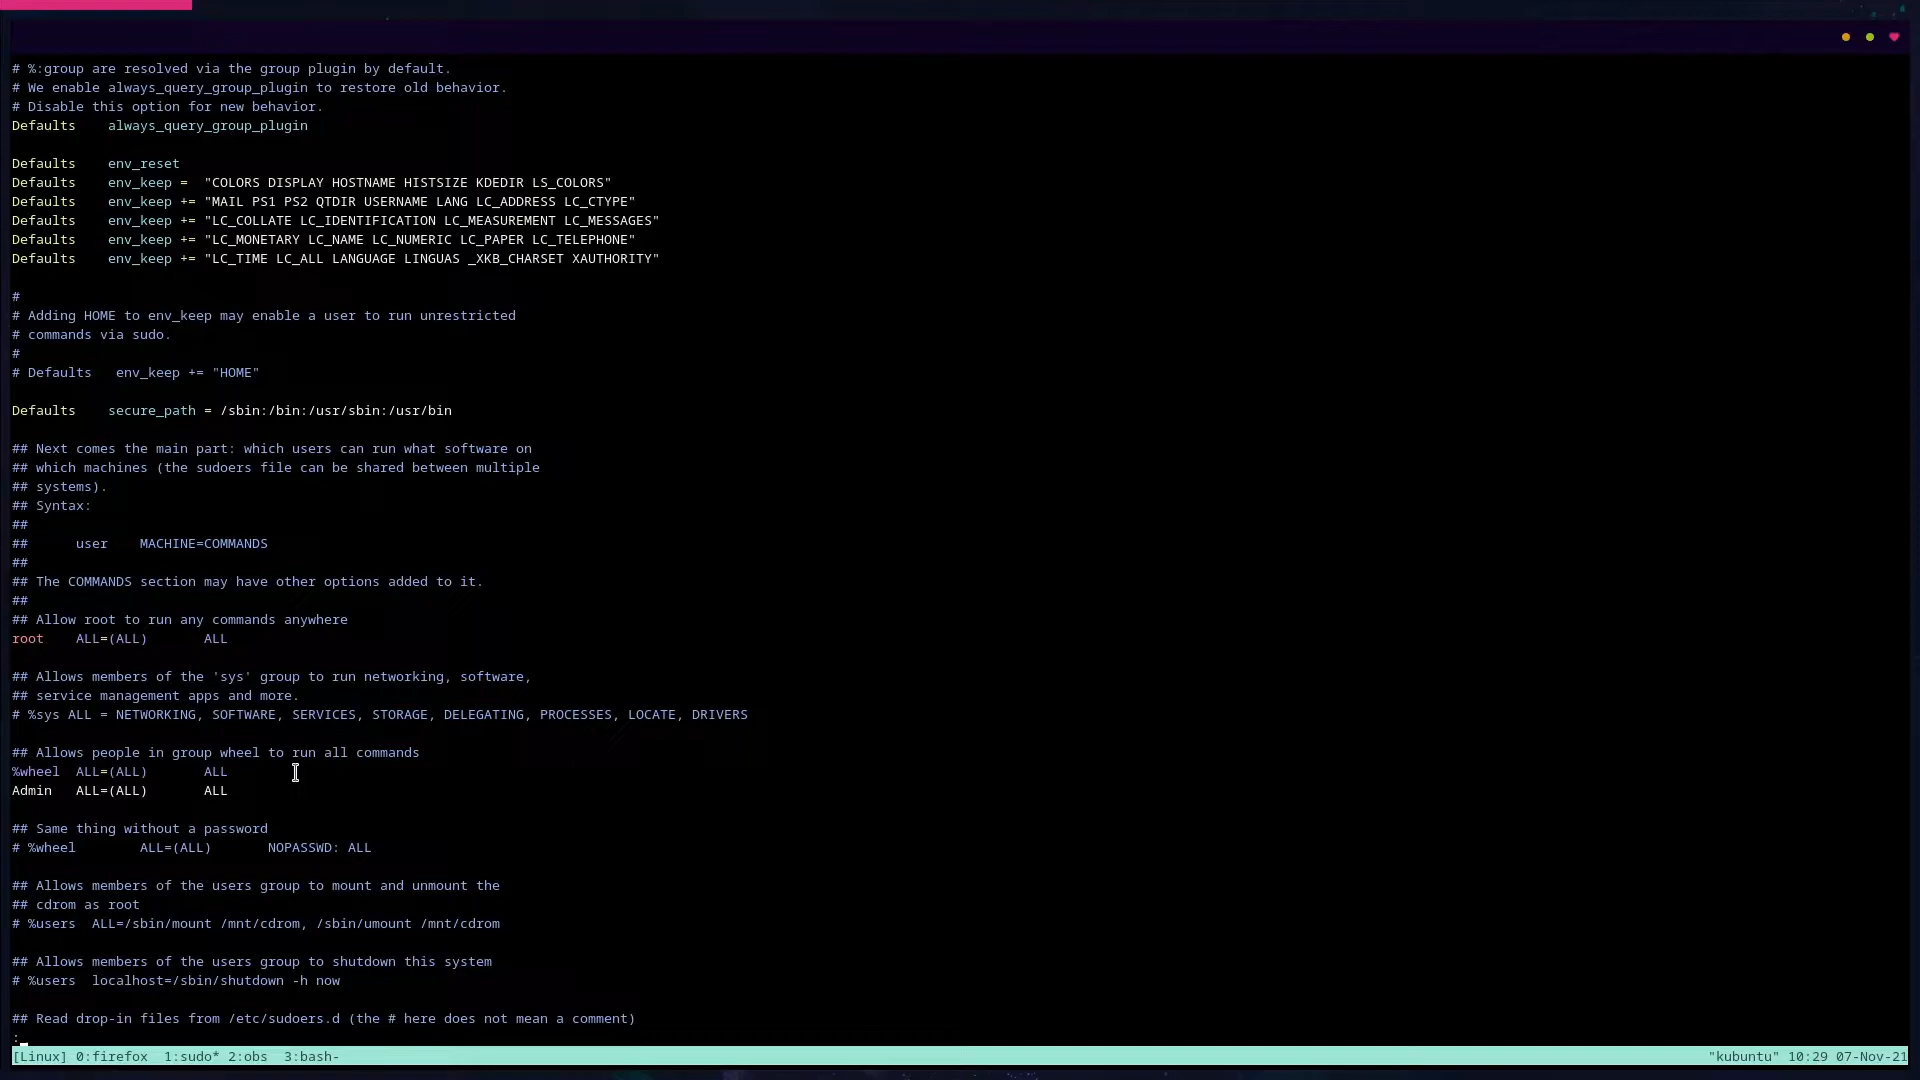 # %:group are resolved via the group plugin by default.
# We enable always_query_group_plugin to restore old behavior.
# Disable this option for new behavior.
Defaults    always_query_group_plugin

Defaults    env_reset
Defaults    env_keep =  "COLORS DISPLAY HOSTNAME HISTSIZE KDEDIR LS_COLORS"
Defaults    env_keep += "MAIL PS1 PS2 QTDIR USERNAME LANG LC_ADDRESS LC_CTYPE"
Defaults    env_keep += "LC_COLLATE LC_IDENTIFICATION LC_MEASUREMENT LC_MESSAGES"
Defaults    env_keep += "LC_MONETARY LC_NAME LC_NUMERIC LC_PAPER LC_TELEPHONE"
Defaults    env_keep += "LC_TIME LC_ALL LANGUAGE LINGUAS _XKB_CHARSET XAUTHORITY"

#
# Adding HOME to env_keep may enable a user to run unrestricted
# commands via sudo.
#
# Defaults   env_keep += "HOME"

Defaults    secure_path = /sbin:/bin:/usr/sbin:/usr/bin

## Next comes the main part: which users can run what software on
## which machines (the sudoers file can be shared between multiple
## systems).
## Syntax:
##
##      user    MACHINE=COMMANDS
##
## The COMMANDS section may have other options added to it.
##
## Allow root to run any commands anywhere
root    ALL=(ALL)       ALL

## Allows members of the 'sys' group to run networking, software,
## service management apps and more.
# %sys ALL = NETWORKING, SOFTWARE, SERVICES, STORAGE, DELEGATING, PROCESSES, LOCATE, DRIVERS

## Allows people in group wheel to run all commands
%wheel  ALL=(ALL)       ALL
Admin   ALL=(ALL)       ALL

## Same thing without a password
# %wheel        ALL=(ALL)       NOPASSWD: ALL

## Allows members of the users group to mount and unmount the
## cdrom as root
# %users  ALL=/sbin/mount /mnt/cdrom, /sbin/umount /mnt/cdrom

## Allows members of the users group to shutdown this system
# %users  localhost=/sbin/shutdown -h now

## Read drop-in files from /etc/sudoers.d (the # here does not mean a comment)
:
[Linux] 0:firefox  1:sudo* 2:obs  3:bash- "kubuntu" 10:29 07-Nov-21